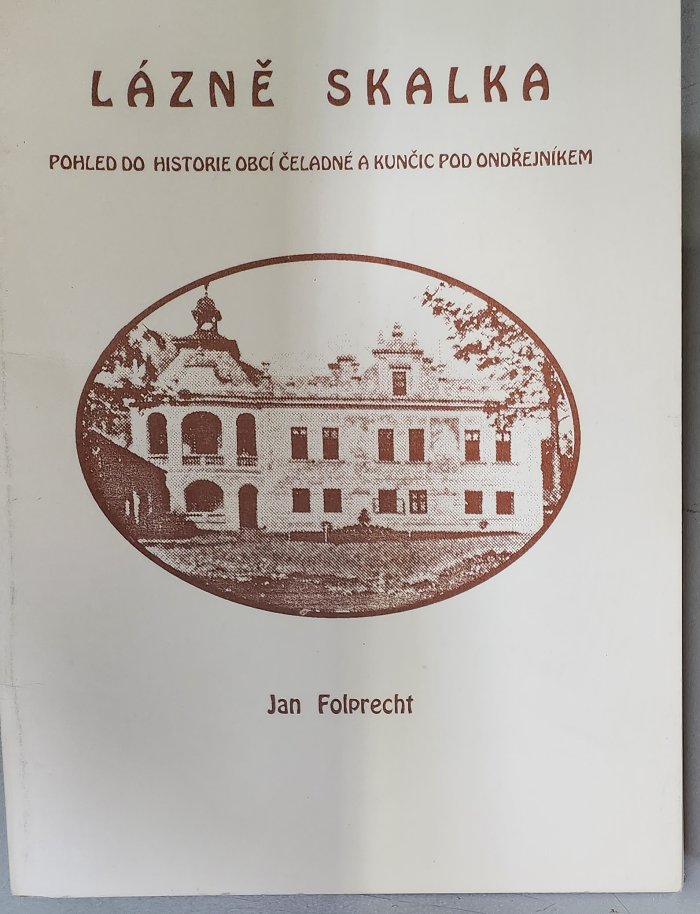 LÁZNĚ SKALKA
POHLED DO HISTORIE OBCÍ ČELADNÉ A KUNČIC POD ONDŘEJNÍKEM
Jan Folprecht